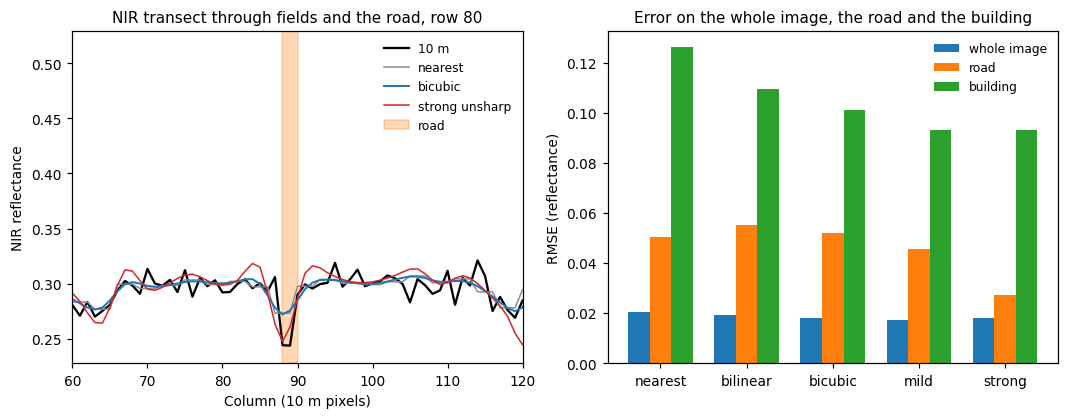 NIR transect through fields and the road, row 80
NIR reflectance
0.50
0.45
0.40
0.35
0.30
0.25
60
70
80
90
100
110
120
Column (10 m pixels)
10 m
nearest
bicubic
strong unsharp
road
Error on the whole image, the road and the building
RMSE (reflectance)
0.12
0.10
0.08
0.06
0.04
0.02
0.00
nearest
bilinear
bicubic
mild
strong
whole image
road
building